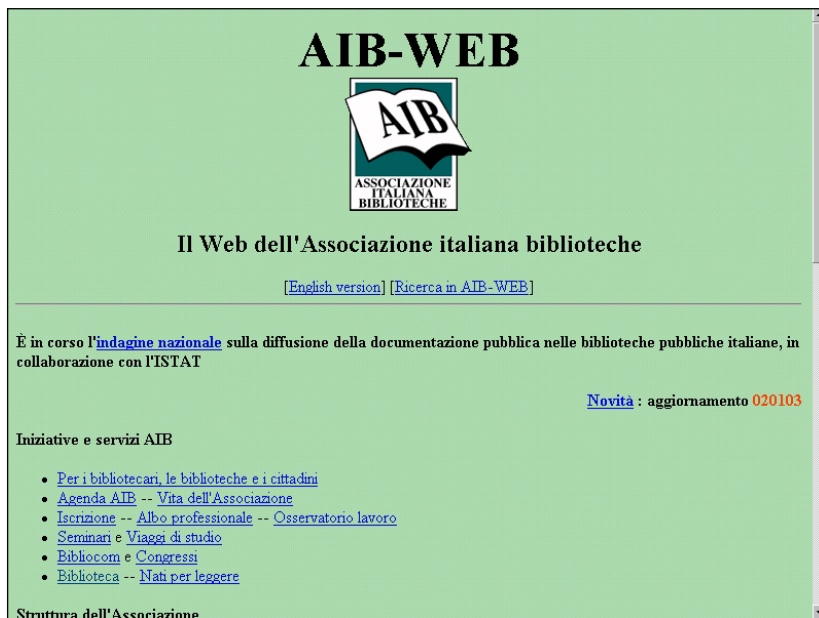 AIB-WEB
AIB
ASSOCIAZIONE
ITALIANA
BIBLIOTECHE
Il Web dell'Associazione italiana biblioteche
[English version] [Ricerca in AIB-WEB]
È in corso l'indagine nazionale sulla diffusione della documentazione pubblica nelle biblioteche pubbliche italiane, in
collaborazione con l'ISTAT
Novità : aggiornamento 020103
Iniziative e servizi AIB
• Per i bibliotecari, le biblioteche e i cittadini
• Agenda AIB -- Vita dell'Associazione
• Iscrizione -- Albo professionale -- Osservatorio lavoro
• Seminari e Viaggi di studio
• Bibliocom e Congressi
• Biblioteca -- Nati per leggere
Struttura dell'Associazione